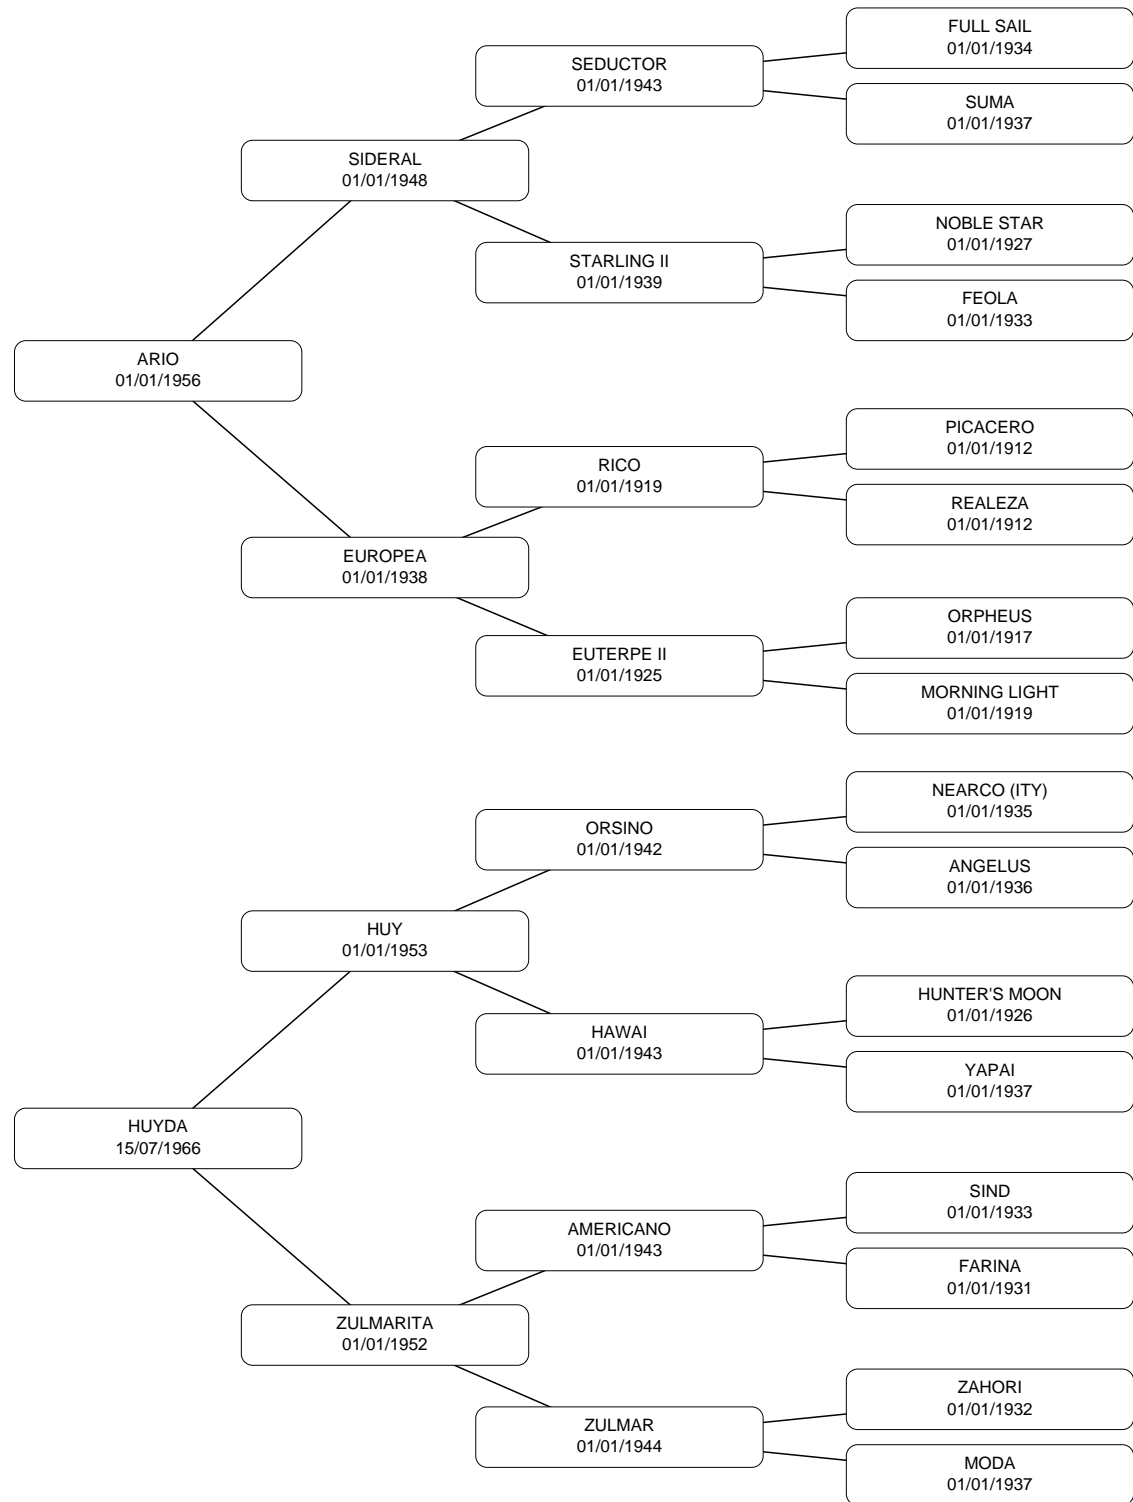 FULL SAIL
01/01/1934
SEDUCTOR
01/01/1943
SUMA
01/01/1937
SIDERAL
01/01/1948
NOBLE STAR
01/01/1927
STARLING II
01/01/1939
FEOLA
01/01/1933
ARIO
01/01/1956
PICACERO
01/01/1912
RICO
01/01/1919
REALEZA
01/01/1912
EUROPEA
01/01/1938
ORPHEUS
01/01/1917
EUTERPE II
01/01/1925
MORNING LIGHT
01/01/1919
NEARCO (ITY)
01/01/1935
ORSINO
01/01/1942
ANGELUS
01/01/1936
HUY
01/01/1953
HUNTER'S MOON
01/01/1926
HAWAI
01/01/1943
YAPAI
01/01/1937
HUYDA
15/07/1966
SIND
01/01/1933
AMERICANO
01/01/1943
FARINA
01/01/1931
ZULMARITA
01/01/1952
ZAHORI
01/01/1932
ZULMAR
01/01/1944
MODA
01/01/1937